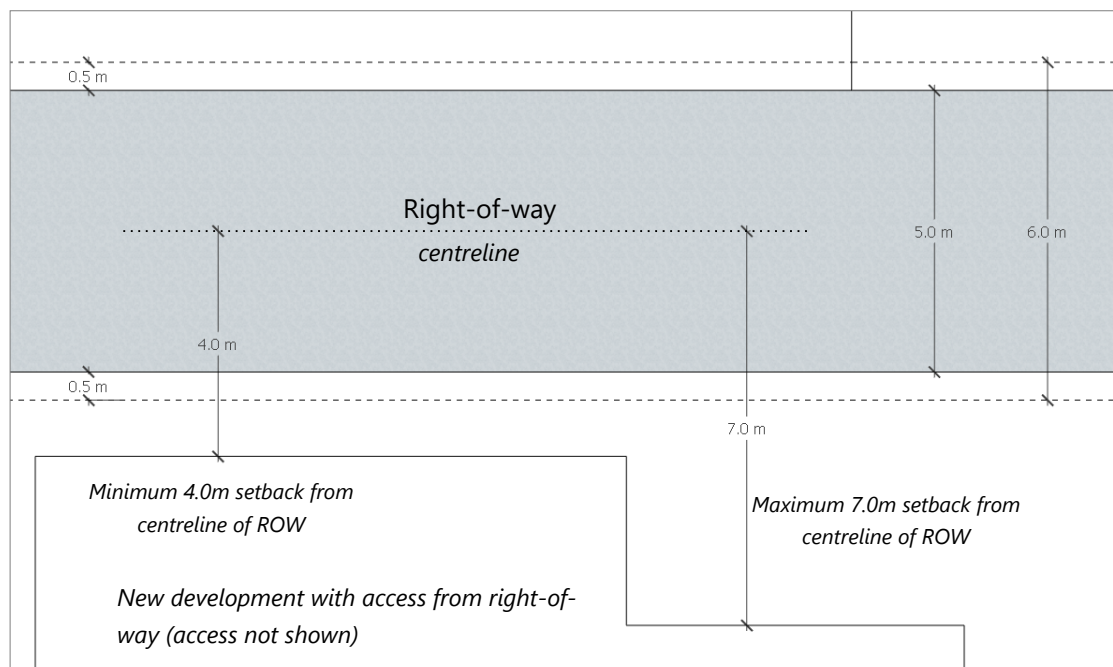 0.5 m
Right-of-way
centreline
5.0 m
6.0 m
4.0 m
0.5 m
7.0 m
Minimum 4.0m setback from
centreline of ROW
Maximum 7.0m setback from
centreline of ROW
New development with access from right-of-
way (access not shown)